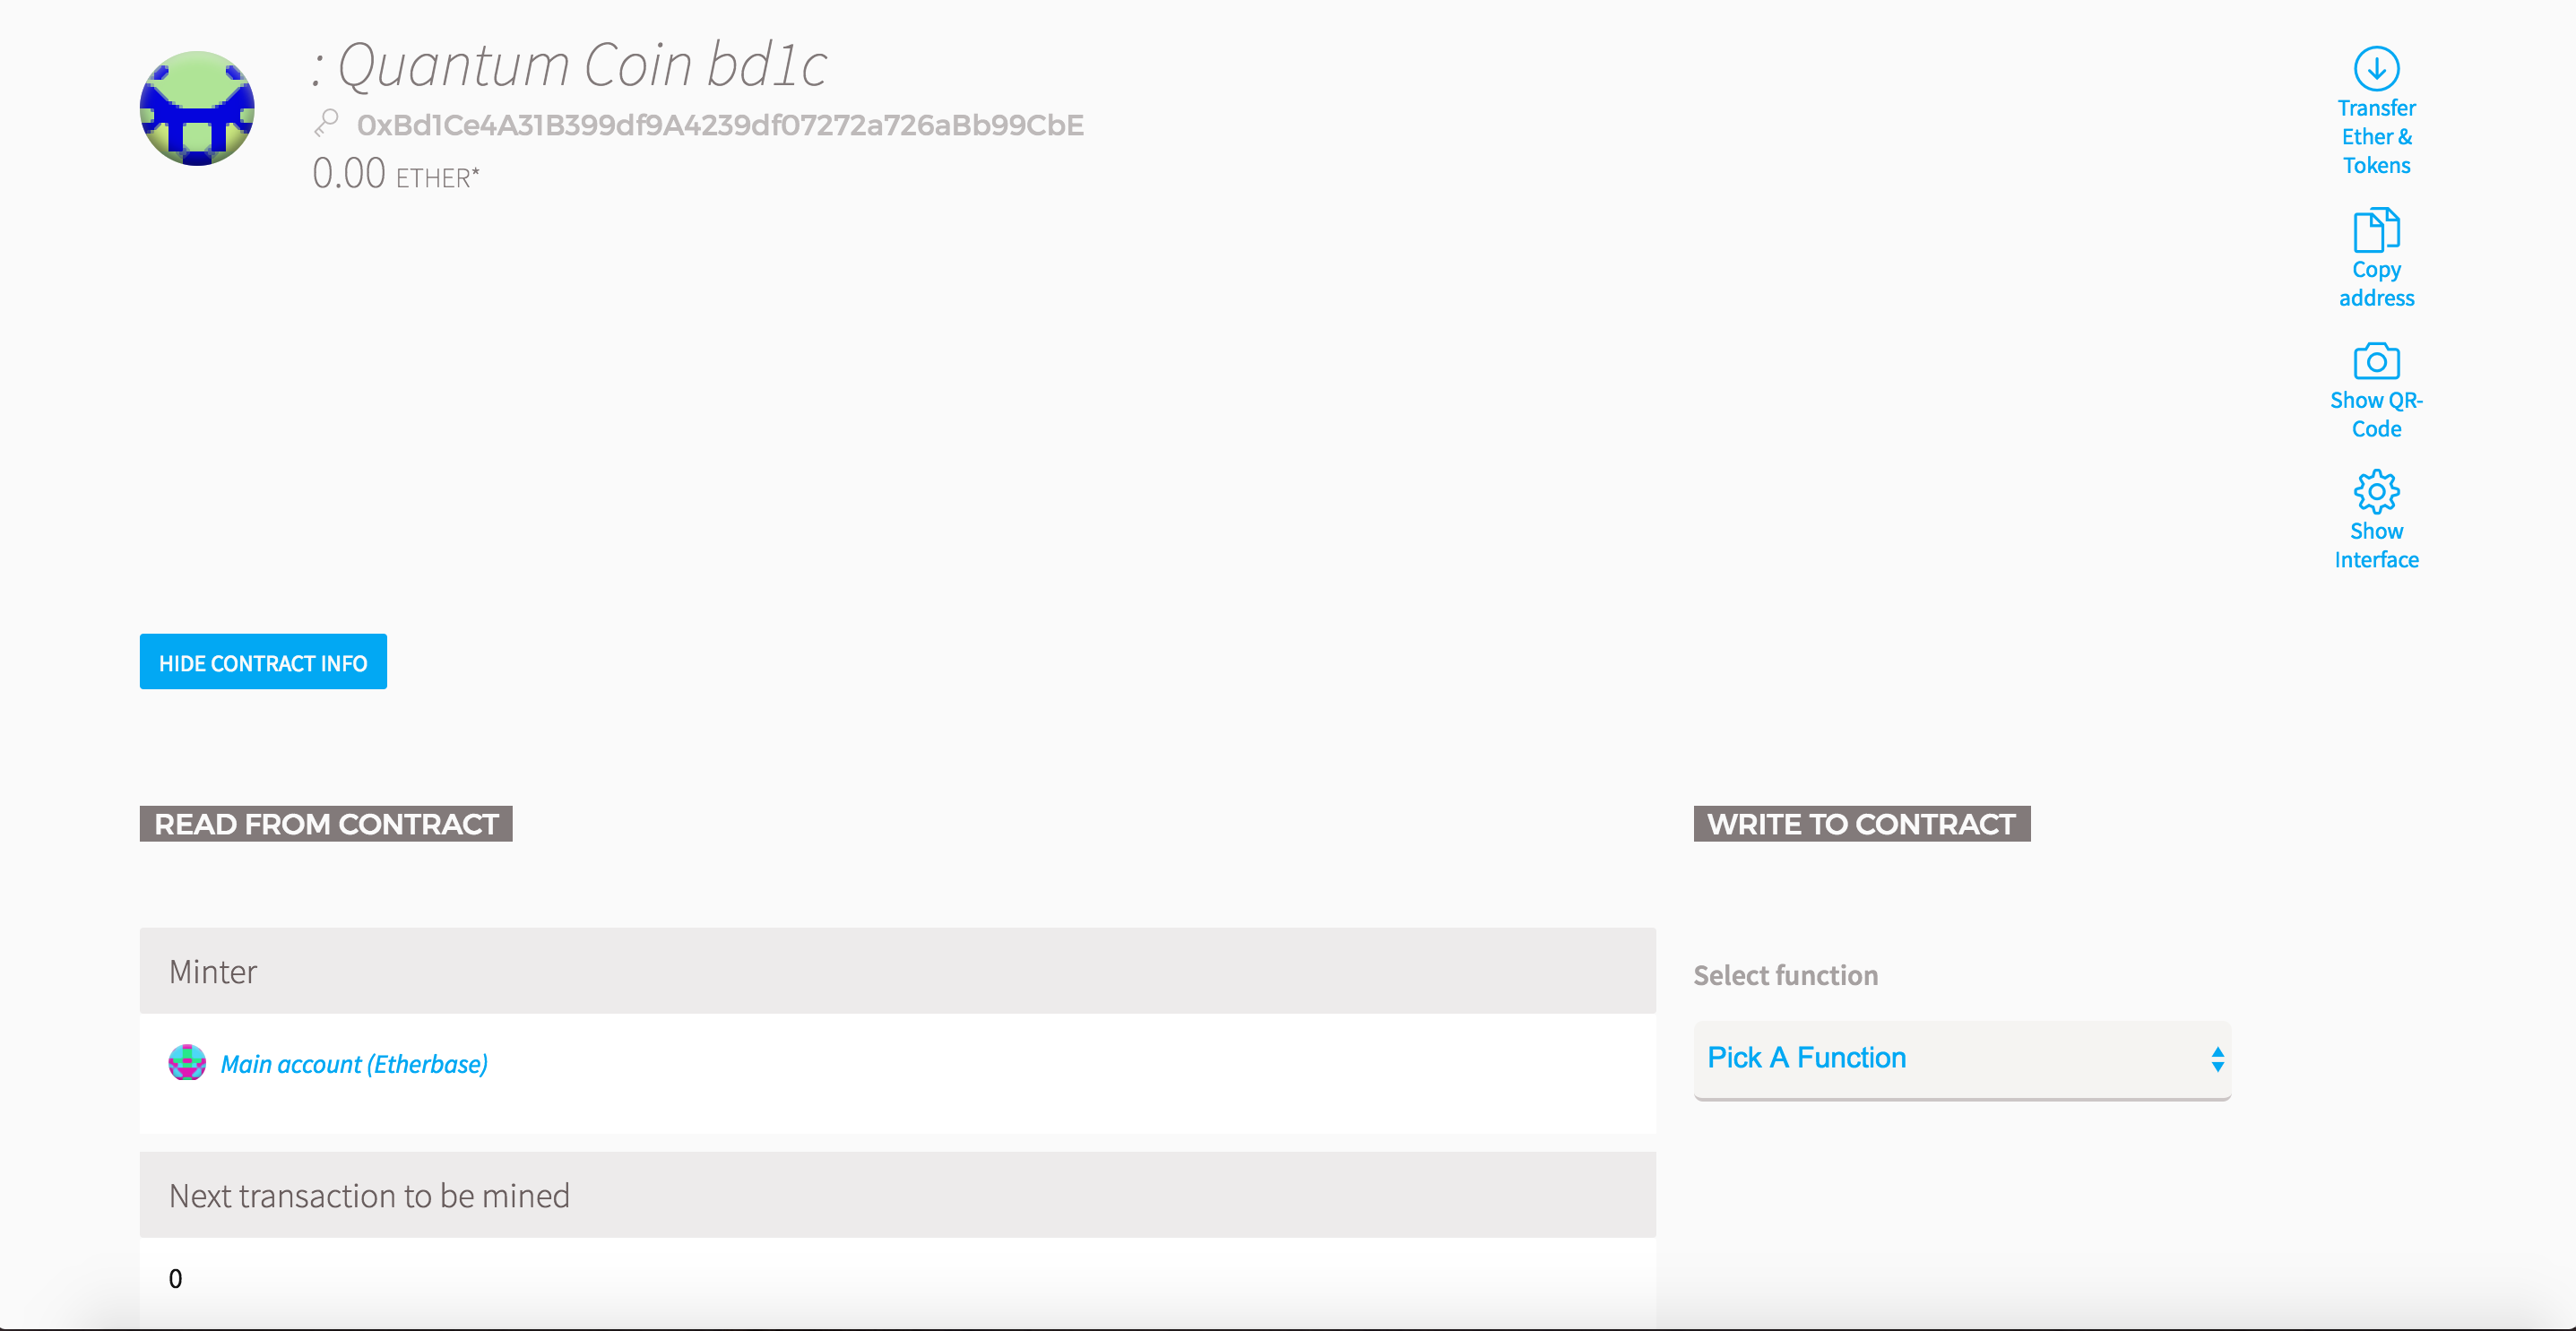 : Quantum Coin bd1c
0xBd1Ce4A31B399df9A4239df07272a726aBb99CbE
0.00 ETHER*
Transfer
Ether &
Tokens
Copy
address
Show QR-
Code
Show
Interface
HIDE CONTRACT INFO
READ FROM CONTRACT
Minter
Main account (Etherbase)
Next transaction to be mined
0
WRITE TO CONTRACT
Select function
Pick A Function